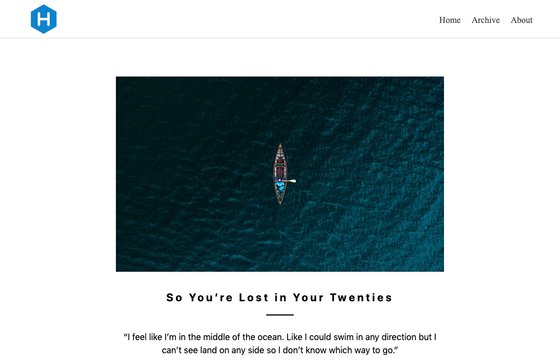 H
Home Archive About
So You’re Lost in Your Twenties
“I feel like I’m in the middle of the ocean. Like I could swim in any direction but I
can’t see land on any side so I don’t know which way to go.”